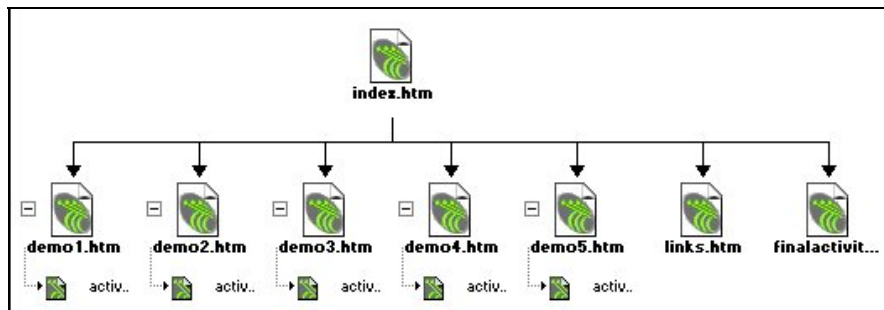 index.htm
demo1.htm demo2.htm demo3.htm demo4.htm demo5.htm links.htm finalactivit...
activ.. activ.. activ.. activ.. activ..